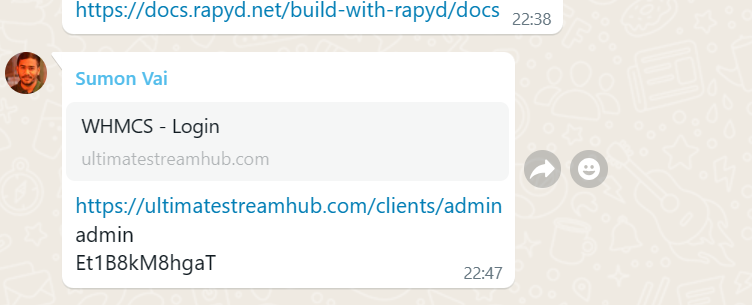 https://docs.rapyd.net/build-with-rapyd/docs
22:38
Sumon Vai
WHMCS - Login
ultimatestreamhub.com
https://ultimatestreamhub.com/clients/admin
admin
Et1B8kM8hgaT
22:47